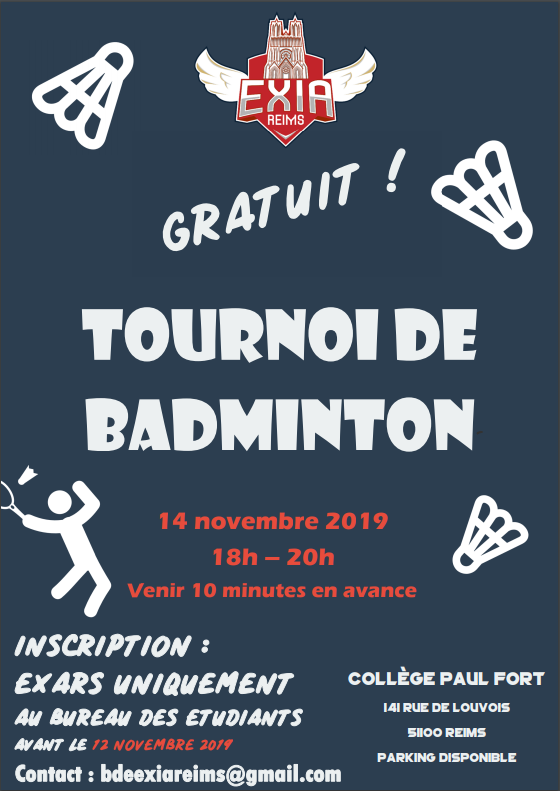 EXIA
REIMS
GRATUIT !
TOURNOI DE
BADMINTON
14 novembre 2019
18h – 20h
Venir 10 minutes en avance
INSCRIPTION :
EXARS UNIQUEMENT
AU BUREAU DES ETUDIANTS
AVANT LE 12 NOVEMBRE 2019
Contact : bdeexiareims@gmail.com
COLLÈGE PAUL FORT
141 RUE DE LOUVOIS
51100 REIMS
PARKING DISPONIBLE